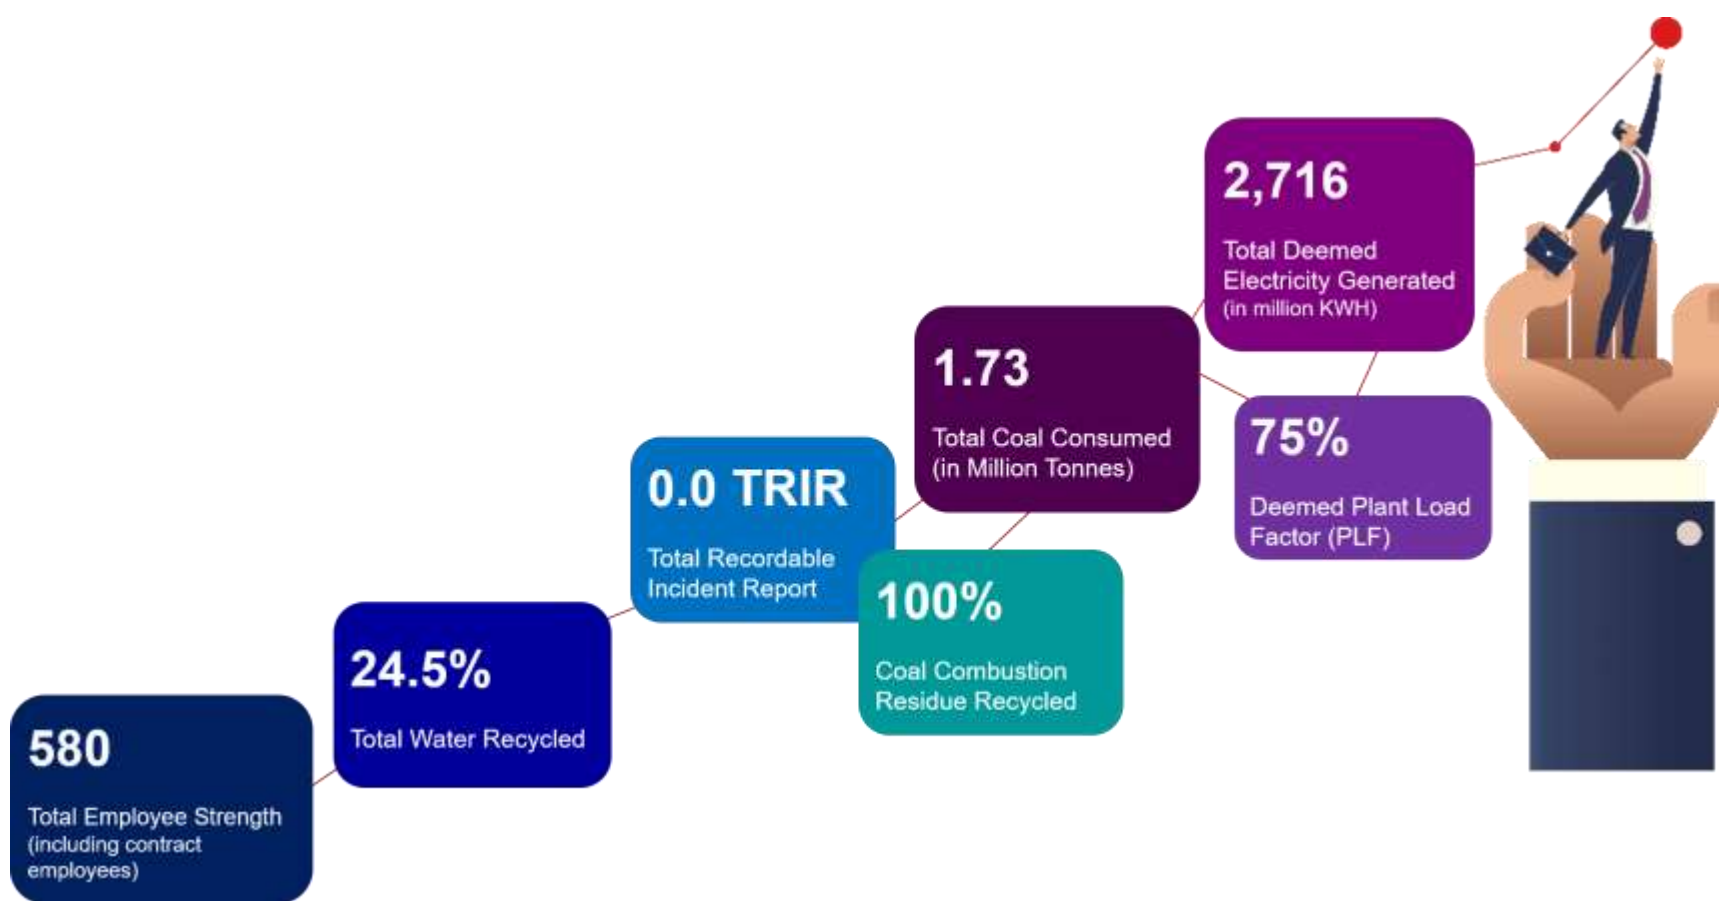 580
Total Employee Strength
(including contract
employees)
24.5%
Total Water Recycled
0.0 TRIR
Total Recordable
Incident Report
100%
Coal Combustion
Residue Recycled
1.73
Total Coal Consumed
(in Million Tonnes)
2,716
Total Deemed
Electricity Generated
(in million KWH)
75%
Deemed Plant Load
Factor (PLF)